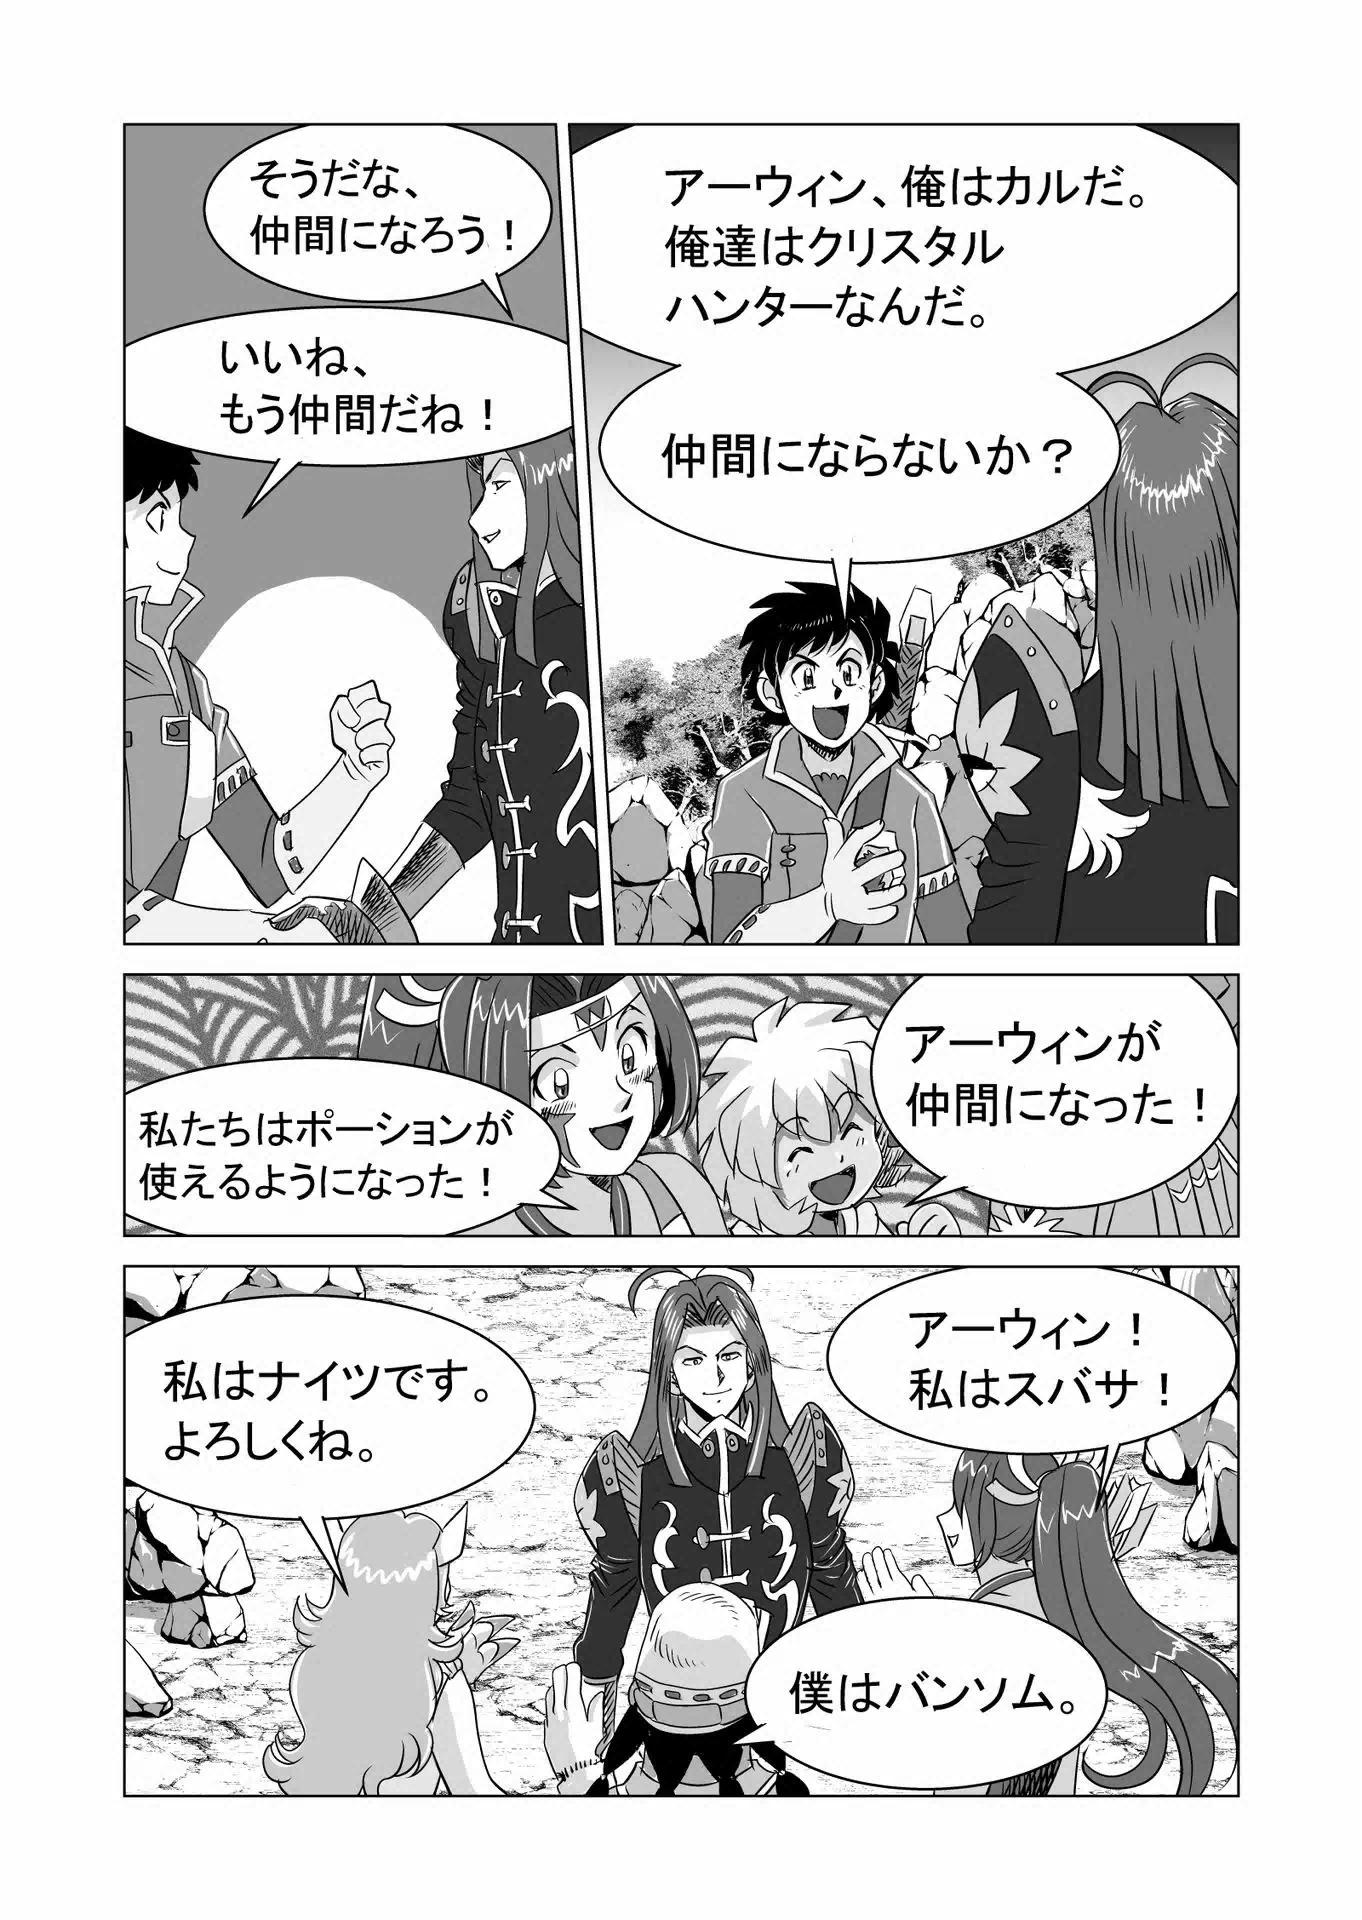 アーウィン、俺はカルだ。
俺達はクリスタル
ハンターなんだ。
仲間にならないか？
そうだな、
仲間になろう！
いいね、
もう仲間だね！
アーウィンが
仲間になった！
私たちはポーションが
使えるようになった！
アーウィン！
私はスバサ！
私はナイツです。
よろしくね。
僕はバンソム。